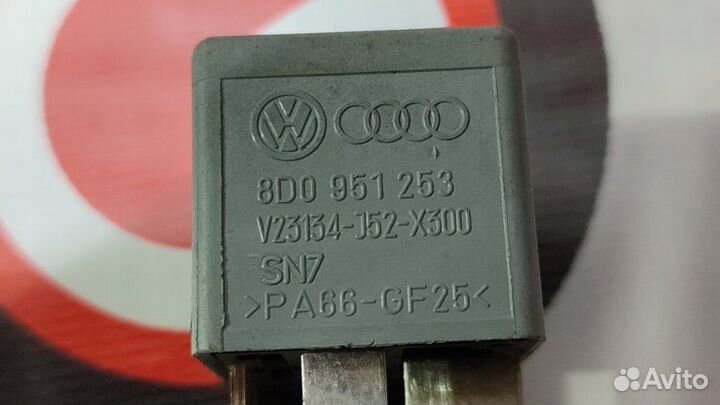 8D0 951 253
V23134-J52-X300
SN7
>PA66-GF25<
Avito